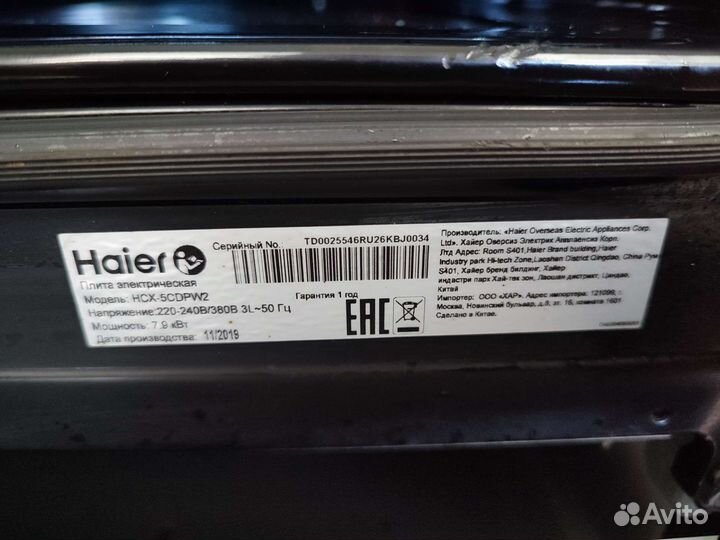 Haier
Плита электрическая
Модель: HCX-5CDPW2
Напряжение:220-240В/380В 3L~50 Гц
Мощность: 7.9 кВт
Дата производства: 11/2019
Серийный No.:
TD0025546RU26KBJ0034
Гарантия 1 год
EAC
Производитель: «Haier Overseas Electric Appliances Corp.
Ltd». Хайер Оверсиз Электрик Апплаенсиз Корп.
Лтд Адрес: Room S401,Haier Brand building,Haier
Industry park Hi-tech Zone,Laoshan District Qingdao, China Рум
S401, Хайер бренд билдинг, Хайер
индастри парк Хай-тек зон, Лаошан дистрикт, Циндао,
Китай
Импортер: ООО «ХАР», Адрес импортера: 121099, г.
Москва, Новинский бульвар, д.8, эт. 16, комната 1601
Сделано в Китае.
Avito